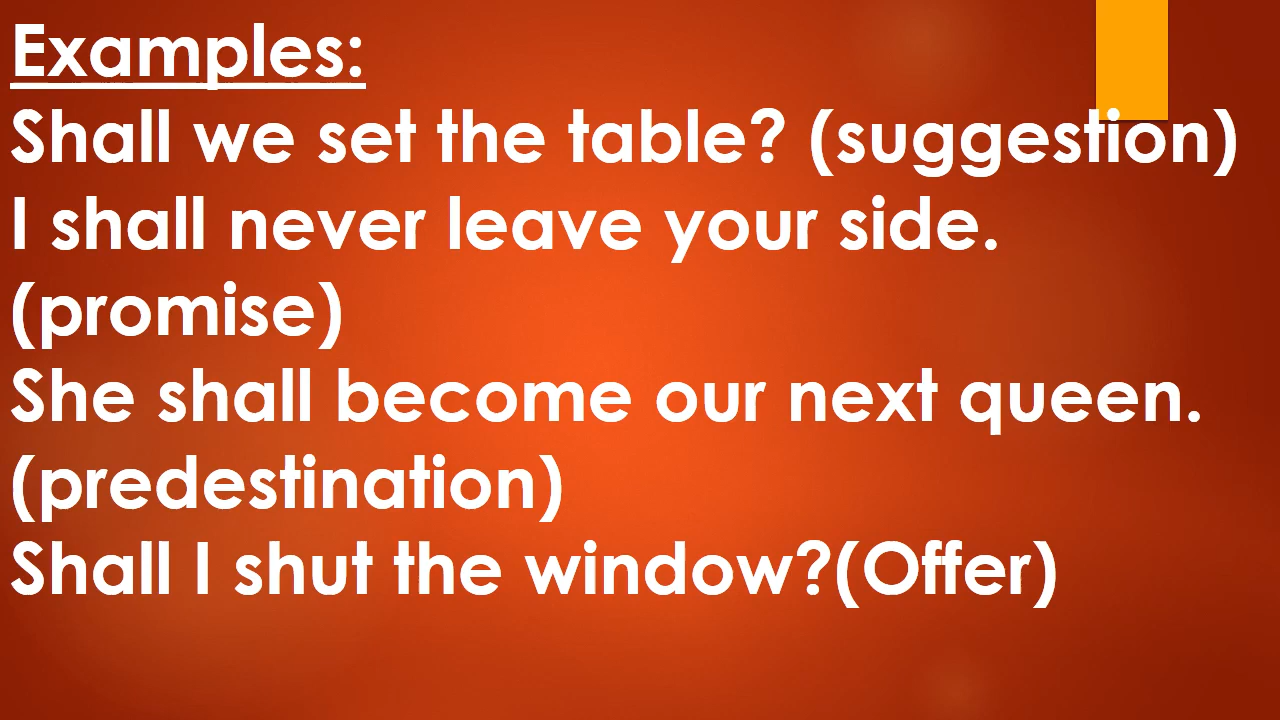 Examples:
Shall we set the table? (suggestion)
I shall never leave your side.
(promise)
She shall become our next queen.
(predestination)
Shall I shut the window?(Offer)